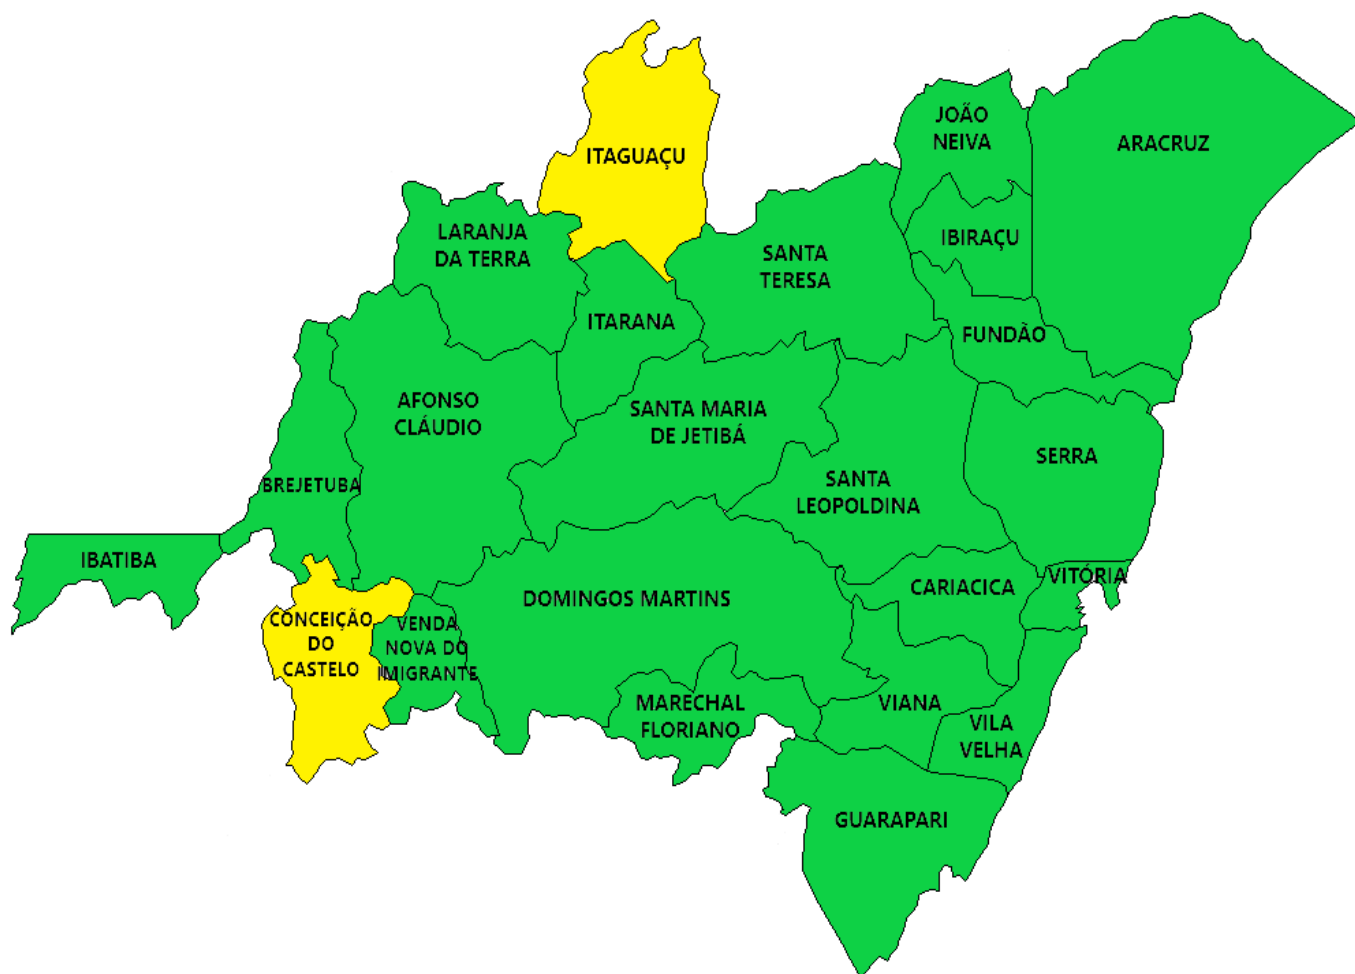 JOÃO
NEIVA
ARACRUZ
ITAGUAÇU
LARANJA
DA TERRA
IBIRAÇU
SANTA
TERESA
ITARANA
FUNDÃO
AFONSO
CLÁUDIO
SANTA MARIA
DE JETIBÁ
SERRA
BREJETUBA
SANTA
LEOPOLDINA
IBATIBA
VITÓRIA
CARIACICA
DOMINGOS MARTINS
CONCEIÇÃO
DO
CASTELO
VENDA
NOVA DO
IMIGRANTE
MARECHAL
FLORIANO
VIANA
VILA
VELHA
GUARAPARI